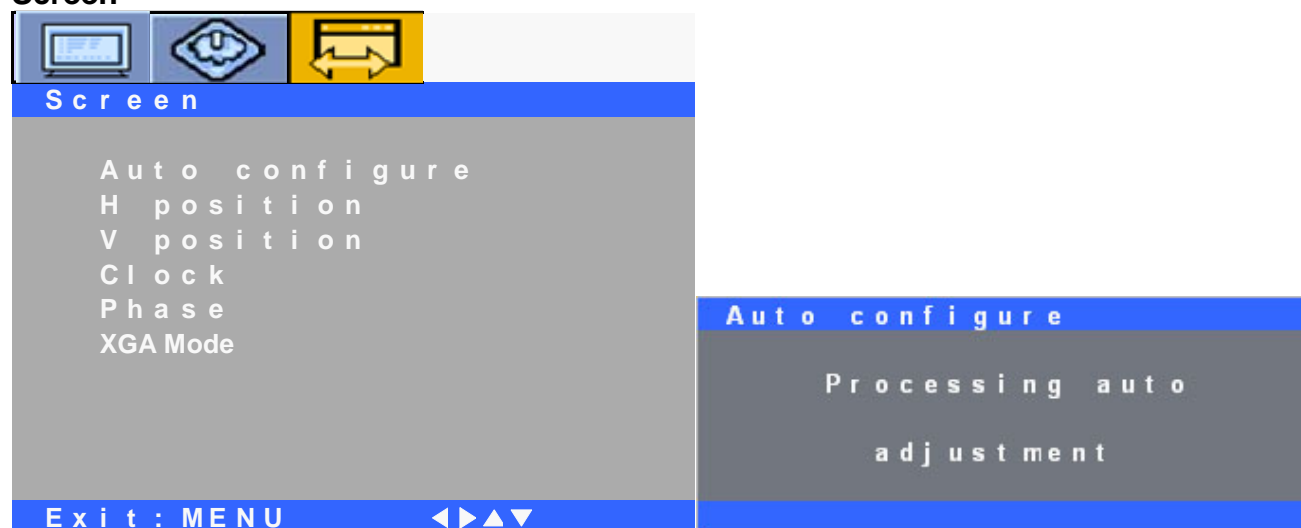 Screen
Screen
Auto configure
H position
V position
Clock
Phase
XGA Mode
Exit:MENU ◀▶▲▼
Auto configure
Processing auto
adjustment